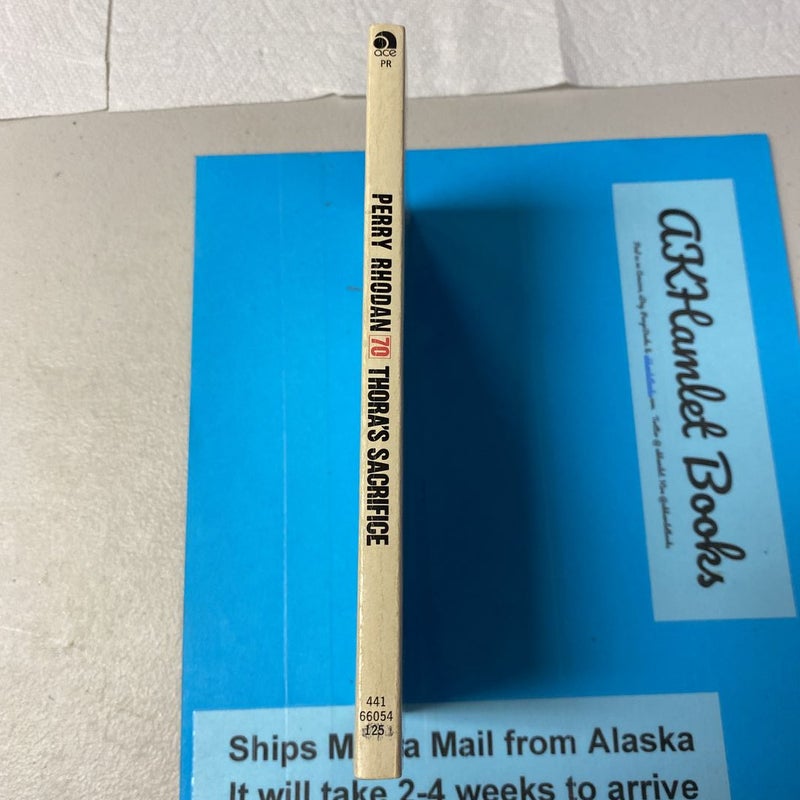 ace
PR
PERRY RHODAN 70 THORA'S SACRIFICE
441
66054
125
AKHamlet Books
Ships M a Mail from Alaska
It will take 2-4 weeks to arrive